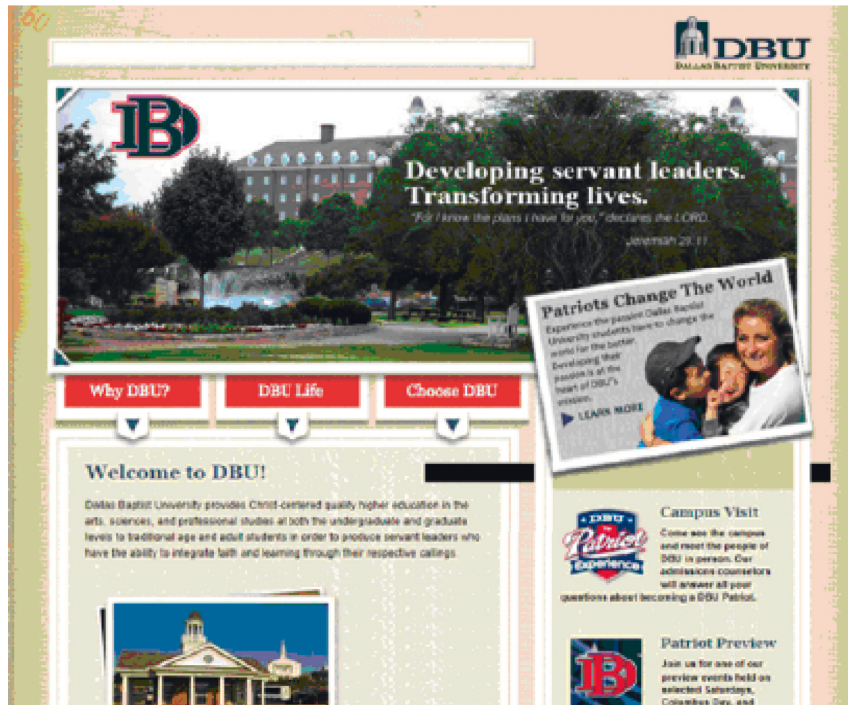 60
DBU
DALLAS BAPTIST UNIVERSITY
DB
Developing servant leaders.
Transforming lives.
"For I know the plans I have for you," declares the LORD.
Jeremiah 29:11
Patriots Change The World
Experience the passion Dallas Baptist
University students have to change the
world for the better.
Developing their
passion is at the
heart of DBU's
mission.
LEARN MORE
Why DBU?
DBU Life
Choose DBU
Welcome to DBU!
Dallas Baptist University provides Christ-centered quality higher education in the
arts, sciences, and professional studies at both the undergraduate and graduate
levels to traditional age and adult students in order to produce servant leaders who
have the ability to integrate faith and learning through their respective callings.
DBU
Patriot
Experience
Campus Visit
Come see the campus
and meet the people of
DBU in person. Our
admissions counselors
will answer all your
questions about becoming a DBU Patriot.
DB
Patriot Preview
Join us for one of our
preview events held on
selected Saturdays,
Columbus Day, and